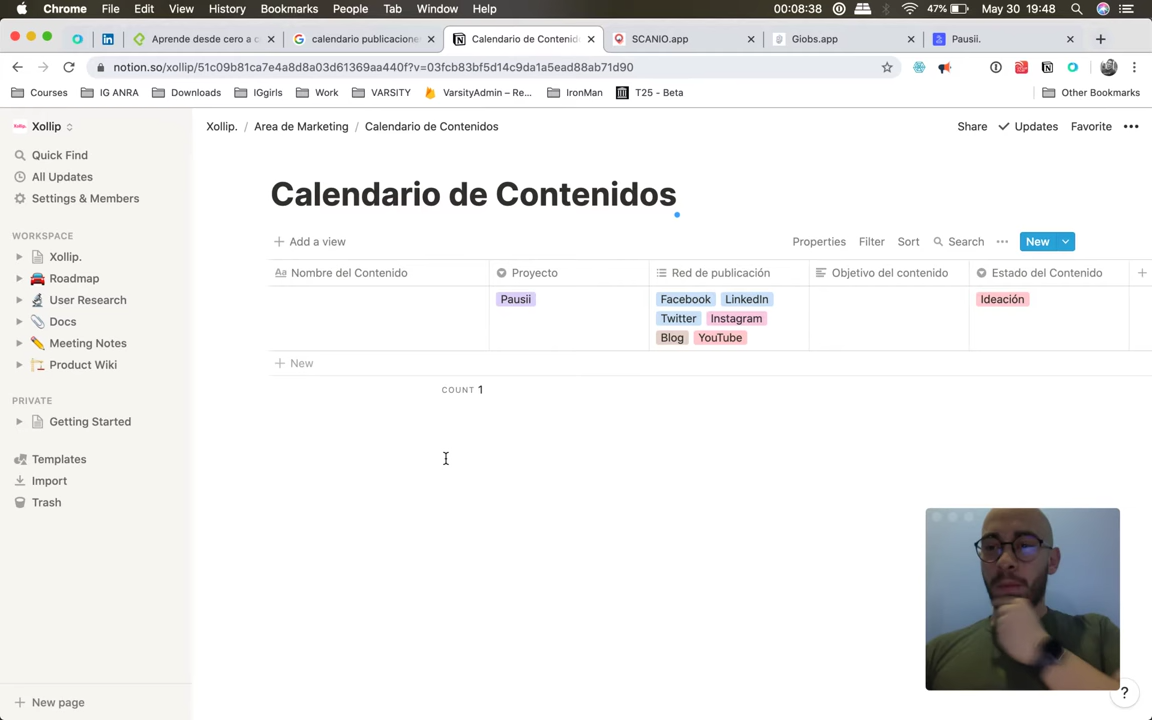 Chrome File Edit View History Bookmarks People Tab Window Help 00:08:38 47% May 30 19:48
Aprende desde cero a c calendario publicacione Calendario de Contenid SCANIO.app Giobs.app Pausii.
notion.so/xollip/51c09b81ca7e4a8d8a03d61369aa440f?v=03fcb83bf5d14c9da1a5ead88ab71d90
Courses IG ANRA Downloads IGgirls Work VARSITY VarsityAdmin – Re... IronMan T25 - Beta Other Bookmarks
Xollip
Xollip. / Area de Marketing / Calendario de Contenidos
Share Updates Favorite
Quick Find
All Updates
Settings & Members
WORKSPACE
Xollip.
Roadmap
User Research
Docs
Meeting Notes
Product Wiki
PRIVATE
Getting Started
Templates
Import
Trash
New page
Calendario de Contenidos
Add a view
Properties Filter Sort Search New
Aa Nombre del Contenido Proyecto Red de publicación Objetivo del contenido Estado del Contenido
Pausii Facebook LinkedIn Ideación
Twitter Instagram
Blog YouTube
New
COUNT 1
?